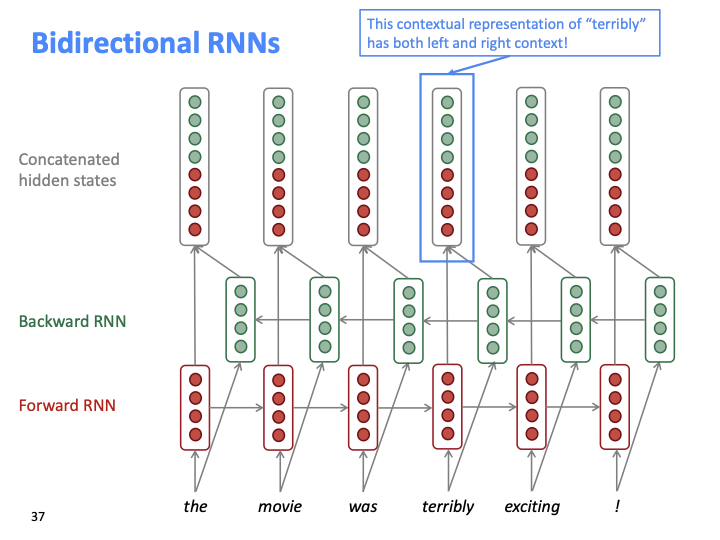 Bidirectional RNNs
This contextual representation of “terribly”
has both left and right context!
Concatenated
hidden states
Backward RNN
Forward RNN
the movie was terribly exciting !
37